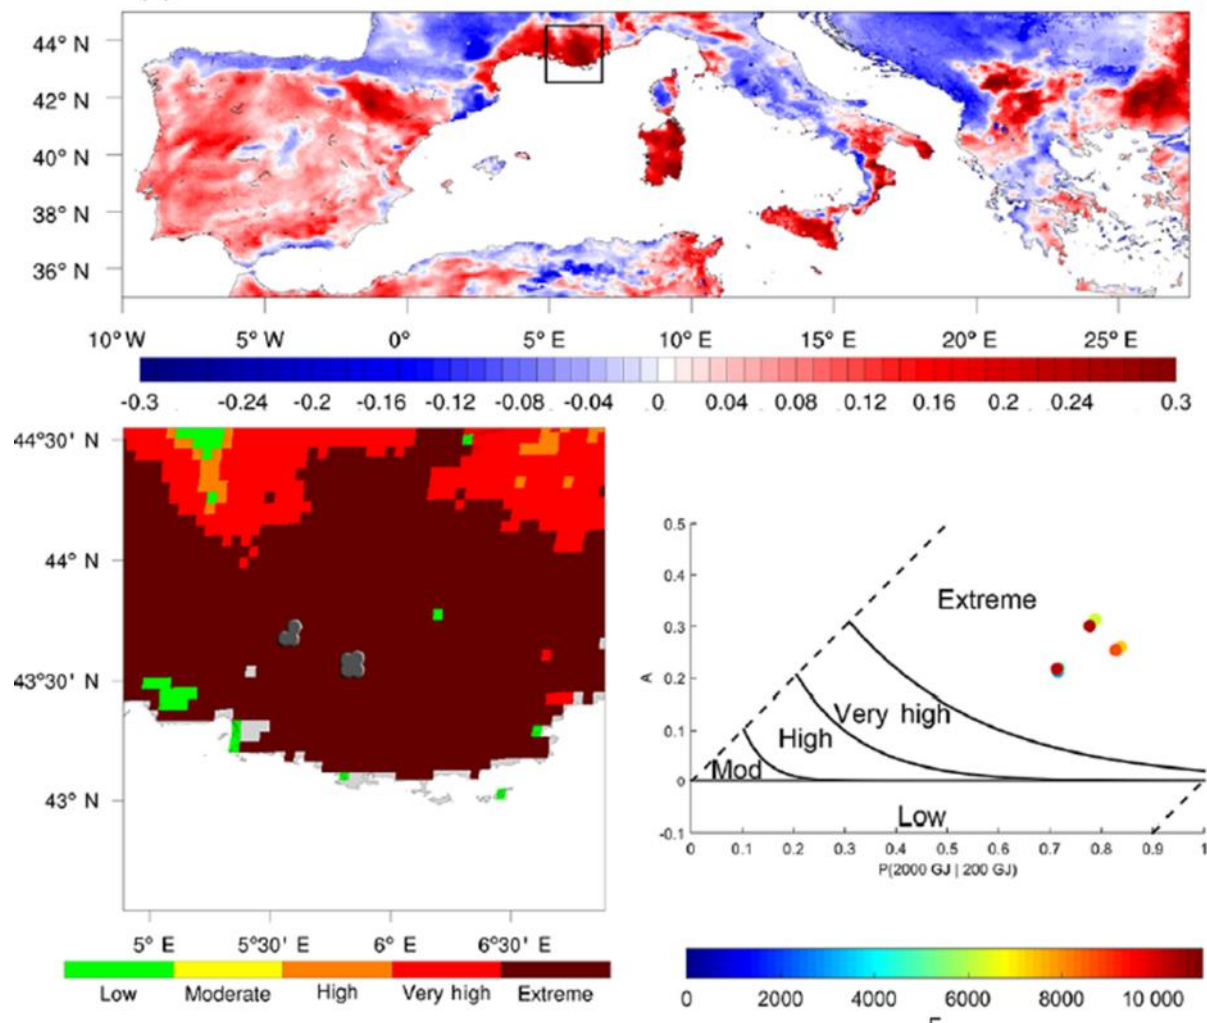 44° N
42° N
40° N
38° N
36° N
10° W 5° W 0° 5° E 10° E 15° E 20° E 25° E
-0.3 -0.24 -0.2 -0.16 -0.12 -0.08 -0.04 0 0.04 0.08 0.12 0.16 0.2 0.24 0.3
44°30' N
44° N
43°30' N
43° N
5° E 5°30' E 6° E 6°30' E
Low Moderate High Very high Extreme
0.5
0.4
0.3
0.2
0.1
0
-0.1
A
Extreme
Very high
High
Mod
Low
0 0.1 0.2 0.3 0.4 0.5 0.6 0.7 0.8 0.9 1
P(2000 GJ | 200 GJ)
0 2000 4000 6000 8000 10 000